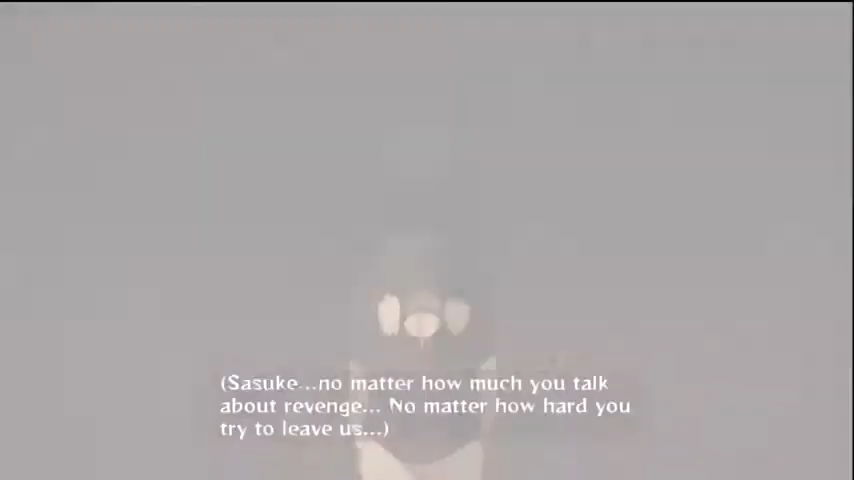 (Sasuke...no matter how much you talk
about revenge... No matter how hard you
try to leave us...)